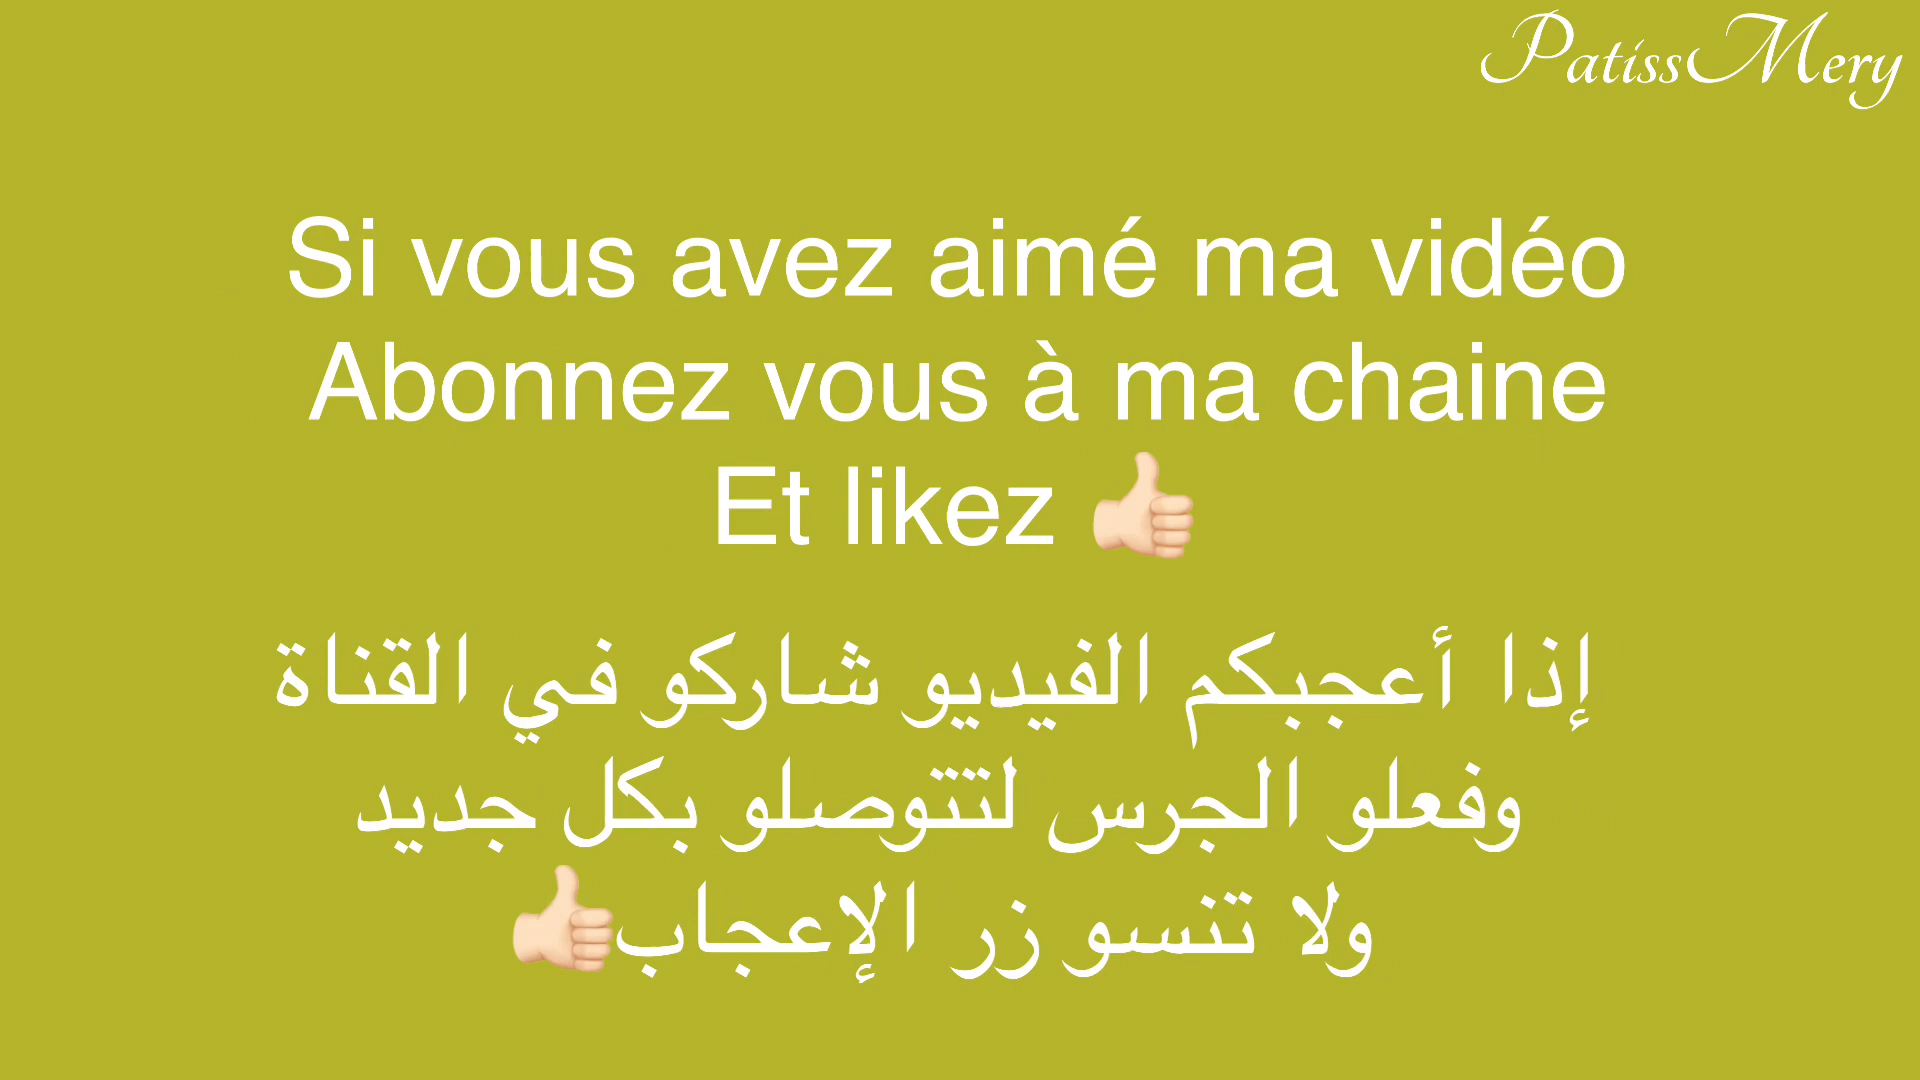 PatissMery
Si vous avez aimé ma vidéo
Abonnez vous à ma chaine
Et likez 👍🏻
إذا أعجبكم الفيديو شاركو في القناة
وفعلو الجرس لتتوصلو بكل جديد
ولا تنسو زر الإعجاب👍🏻